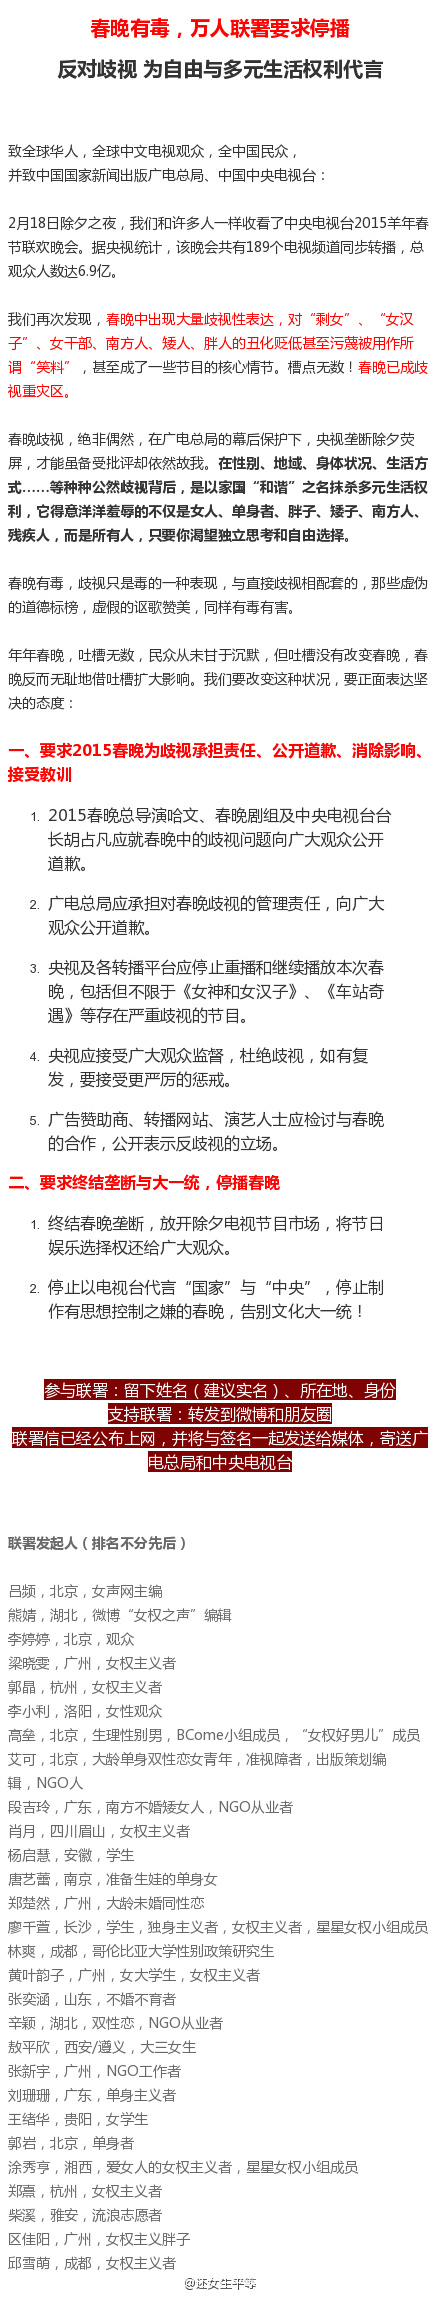 春晚有毒，万人联署要求停播
反对歧视 为自由与多元生活权利代言
致全球华人，全球中文电视观众，全中国民众，
并致中国国家新闻出版广电总局、中国中央电视台：
2月18日除夕之夜，我们和许多人一样收看了中央电视台2015羊年春
节联欢晚会。据央视统计，该晚会共有189个电视频道同步转播，总
观众人数达6.9亿。
我们再次发现，春晚中出现大量歧视性表达，对“剩女”、“女汉
子”、女干部、南方人、矮人、胖人的丑化贬低甚至污蔑被用作所
谓“笑料”，甚至成了一些节目的核心情节。槽点无数！春晚已成歧
视重灾区。
春晚歧视，绝非偶然，在广电总局的幕后保护下，央视垄断除夕荧
屏，才能虽备受批评却依然故我。在性别、地域、身体状况、生活方
式……等种种公然歧视背后，是以家国“和谐”之名抹杀多元生活权
利，它得意洋洋羞辱的不仅是女人、单身者、胖子、矮子、南方人、
残疾人，而是所有人，只要你渴望独立思考和自由选择。
春晚有毒，歧视只是毒的一种表现，与直接歧视相配套的，那些虚伪
的道德标榜，虚假的讴歌赞美，同样有毒有害。
年年春晚，吐槽无数，民众从未甘于沉默，但吐槽没有改变春晚，春
晚反而无耻地借吐槽扩大影响。我们要改变这种状况，要正面表达坚
决的态度：
一、要求2015春晚为歧视承担责任、公开道歉、消除影响、
接受教训
1. 2015春晚总导演哈文、春晚剧组及中央电视台台
长胡占凡应就春晚中的歧视问题向广大观众公开
道歉。
2. 广电总局应承担对春晚歧视的管理责任，向广大
观众公开道歉。
3. 央视及各转播平台应停止重播和继续播放本次春
晚，包括但不限于《女神和女汉子》、《车站奇
遇》等存在严重歧视的节目。
4. 央视应接受广大观众监督，杜绝歧视，如有复
发，要接受更严厉的惩戒。
5. 广告赞助商、转播网站、演艺人士应检讨与春晚
的合作，公开表示反歧视的立场。
二、要求终结垄断与大一统，停播春晚
1. 终结春晚垄断，放开除夕电视节目市场，将节日
娱乐选择权还给广大观众。
2. 停止以电视台代言“国家”与“中央”，停止制
作有思想控制之嫌的春晚，告别文化大一统！
参与联署：留下姓名（建议实名）、所在地、身份
支持联署：转发到微博和朋友圈
联署信已经公布上网，并将与签名一起发送给媒体，寄送广
电总局和中央电视台
联署发起人（排名不分先后）
吕频，北京，女声网主编
熊婧，湖北，微博“女权之声”编辑
李婷婷，北京，观众
梁晓雯，广州，女权主义者
郭晶，杭州，女权主义者
李小利，洛阳，女性观众
高垒，北京，生理性别男，BCome小组成员，“女权好男儿”成员
艾可，北京，大龄单身双性恋女青年，准视障者，出版策划编
辑，NGO人
段吉玲，广东，南方不婚矮女人，NGO从业者
肖月，四川眉山，女权主义者
杨启慧，安徽，学生
唐艺蕾，南京，准备生娃的单身女
郑楚然，广州，大龄未婚同性恋
廖干萱，长沙，学生，独身主义者，女权主义者，星星女权小组成员
林爽，成都，哥伦比亚大学性别政策研究生
黄叶韵子，广州，女大学生，女权主义者
张奕涵，山东，不婚不育者
辛颖，湖北，双性恋，NGO从业者
敖平欣，西安/遵义，大三女生
张新宇，广州，NGO工作者
刘珊珊，广东，单身主义者
王绪华，贵阳，女学生
郭岩，北京，单身者
涂秀亨，湘西，爱女人的女权主义者，星星女权小组成员
郑熹，杭州，女权主义者
柴溪，雅安，流浪志愿者
区佳阳，广州，女权主义胖子
邱雪萌，成都，女权主义者
@还女生平等